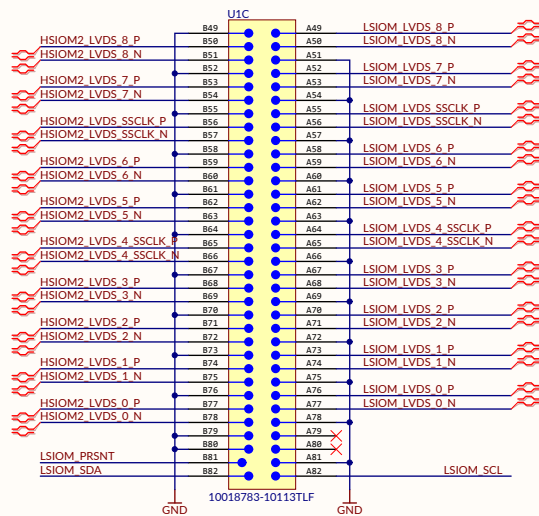 U1C
B49 A49 LSIOM_LVDS_8_P
HSIOM2_LVDS_8_P B50 A50 LSIOM_LVDS_8_N
HSIOM2_LVDS_8_N B51 A51
B52 A52 LSIOM_LVDS_7_P
HSIOM2_LVDS_7_P B53 A53 LSIOM_LVDS_7_N
HSIOM2_LVDS_7_N B54 A54
B55 A55 LSIOM_LVDS_SSCLK_P
HSIOM2_LVDS_SSCLK_P B56 A56 LSIOM_LVDS_SSCLK_N
HSIOM2_LVDS_SSCLK_N B57 A57
B58 A58 LSIOM_LVDS_6_P
HSIOM2_LVDS_6_P B59 A59 LSIOM_LVDS_6_N
HSIOM2_LVDS_6_N B60 A60
B61 A61 LSIOM_LVDS_5_P
HSIOM2_LVDS_5_P B62 A62 LSIOM_LVDS_5_N
HSIOM2_LVDS_5_N B63 A63
B64 A64 LSIOM_LVDS_4_SSCLK_P
HSIOM2_LVDS_4_SSCLK_P B65 A65 LSIOM_LVDS_4_SSCLK_N
HSIOM2_LVDS_4_SSCLK_N B66 A66
B67 A67 LSIOM_LVDS_3_P
HSIOM2_LVDS_3_P B68 A68 LSIOM_LVDS_3_N
HSIOM2_LVDS_3_N B69 A69
B70 A70 LSIOM_LVDS_2_P
HSIOM2_LVDS_2_P B71 A71 LSIOM_LVDS_2_N
HSIOM2_LVDS_2_N B72 A72
B73 A73 LSIOM_LVDS_1_P
HSIOM2_LVDS_1_P B74 A74 LSIOM_LVDS_1_N
HSIOM2_LVDS_1_N B75 A75
B76 A76 LSIOM_LVDS_0_P
HSIOM2_LVDS_0_P B77 A77 LSIOM_LVDS_0_N
HSIOM2_LVDS_0_N B78 A78
B79 A79
B80 A80
LSIOM_PRSNT B81 A81
LSIOM_SDA B82 A82 LSIOM_SCL
10018783-10113TLF
GND GND